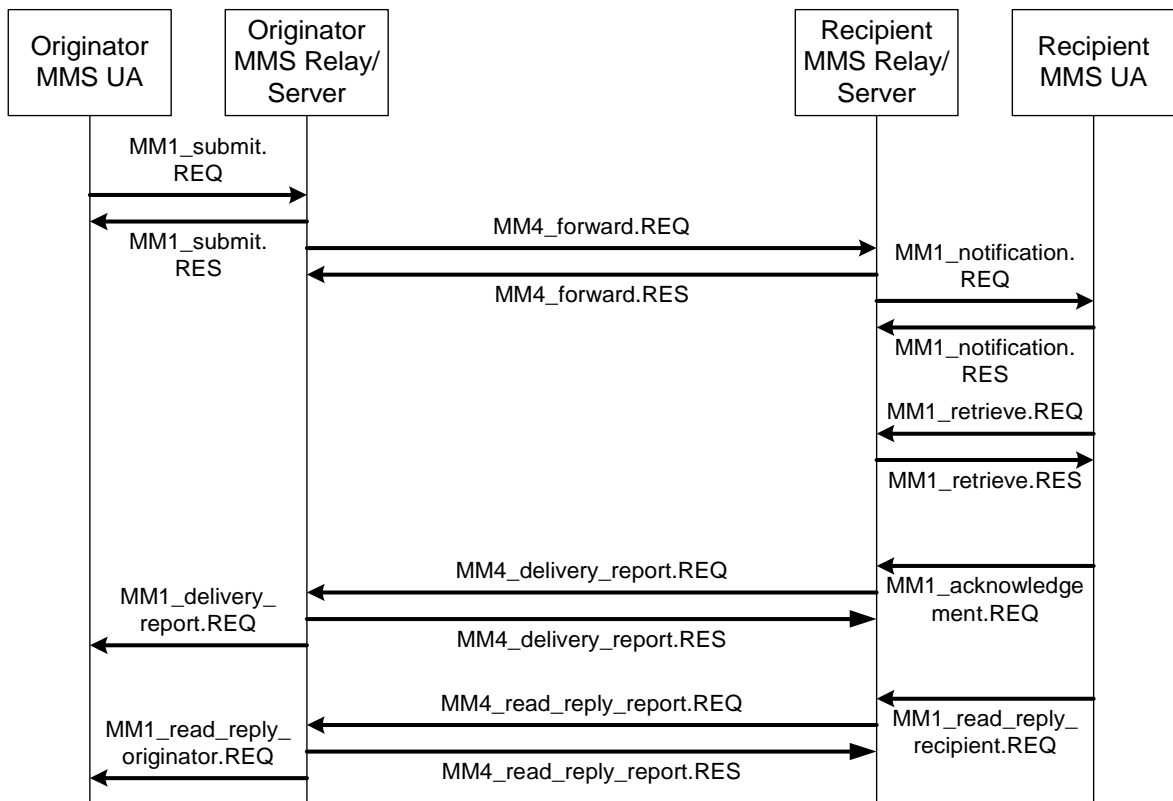 Originator
MMS UA
Originator
MMS Relay/
Server
Recipient
MMS Relay/
Server
Recipient
MMS UA
MM1_submit.
REQ
MM1_submit.
RES
MM4_forward.REQ
MM4_forward.RES
MM1_notification.
REQ
MM1_notification.
RES
MM1_retrieve.REQ
MM1_retrieve.RES
MM4_delivery_report.REQ
MM1_acknowledge
ment.REQ
MM1_delivery_
report.REQ
MM4_delivery_report.RES
MM4_read_reply_report.REQ
MM1_read_reply_
recipient.REQ
MM1_read_reply_
originator.REQ
MM4_read_reply_report.RES